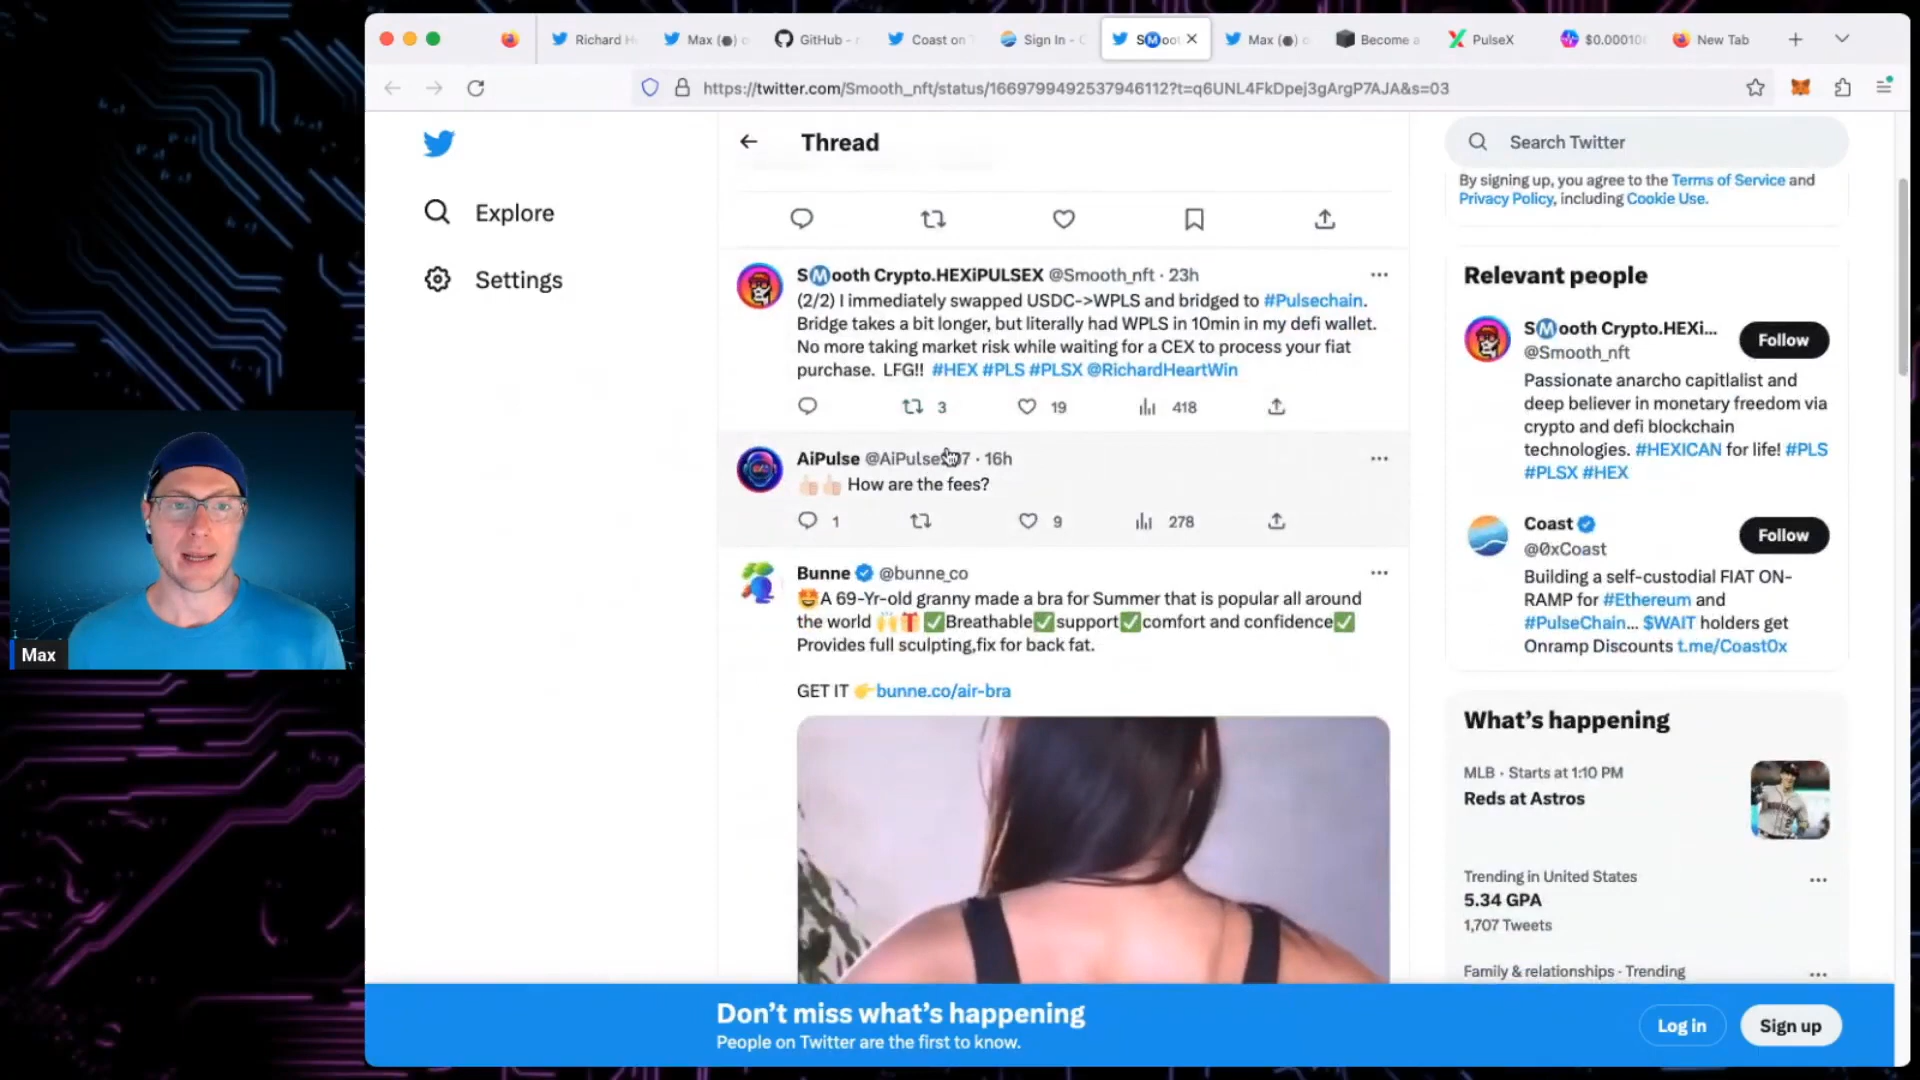 Richard H
Max (●) o
GitHub - r
Coast on T
Sign In - C
SⓂoot
Max (●) o
Become a
PulseX
$0.00010
New Tab
https://twitter.com/Smooth_nft/status/1669799492537946112?t=q6UNL4FkDpej3gArgP7AJA&s=03
Explore
Settings
Thread
SⓂooth Crypto.HEXiPULSEX @Smooth_nft · 23h
(2/2) I immediately swapped USDC->WPLS and bridged to #Pulsechain.
Bridge takes a bit longer, but literally had WPLS in 10min in my defi wallet.
No more taking market risk while waiting for a CEX to process your fiat
purchase. LFG!! #HEX #PLS #PLSX @RichardHeartWin
3 19 418
AiPulse · 16h
👍🏻👍🏻 How are the fees?
1 9 278
Bunne @bunne_co
🤩A 69-Yr-old granny made a bra for Summer that is popular all around
the world 🙌🎁✅Breathable✅support✅comfort and confidence✅
Provides full sculpting,fix for back fat.
GET IT 👉bunne.co/air-bra
Search Twitter
By signing up, you agree to the Terms of Service and
Privacy Policy, including Cookie Use.
Relevant people
SⓂooth Crypto.HEXi...
@Smooth_nft
Follow
Passionate anarcho capitlalist and
deep believer in monetary freedom via
crypto and defi blockchain
technologies. #HEXICAN for life! #PLS
#PLSX #HEX
Coast
@0xCoast
Follow
Building a self-custodial FIAT ON-
RAMP for #Ethereum and
#PulseChain... $WAIT holders get
Onramp Discounts t.me/Coast0x
What's happening
MLB · Starts at 1:10 PM
Reds at Astros
Trending in United States
5.34 GPA
1,707 Tweets
Family & relationships · Trending
Don't miss what's happening
People on Twitter are the first to know.
Log in
Sign up
Max